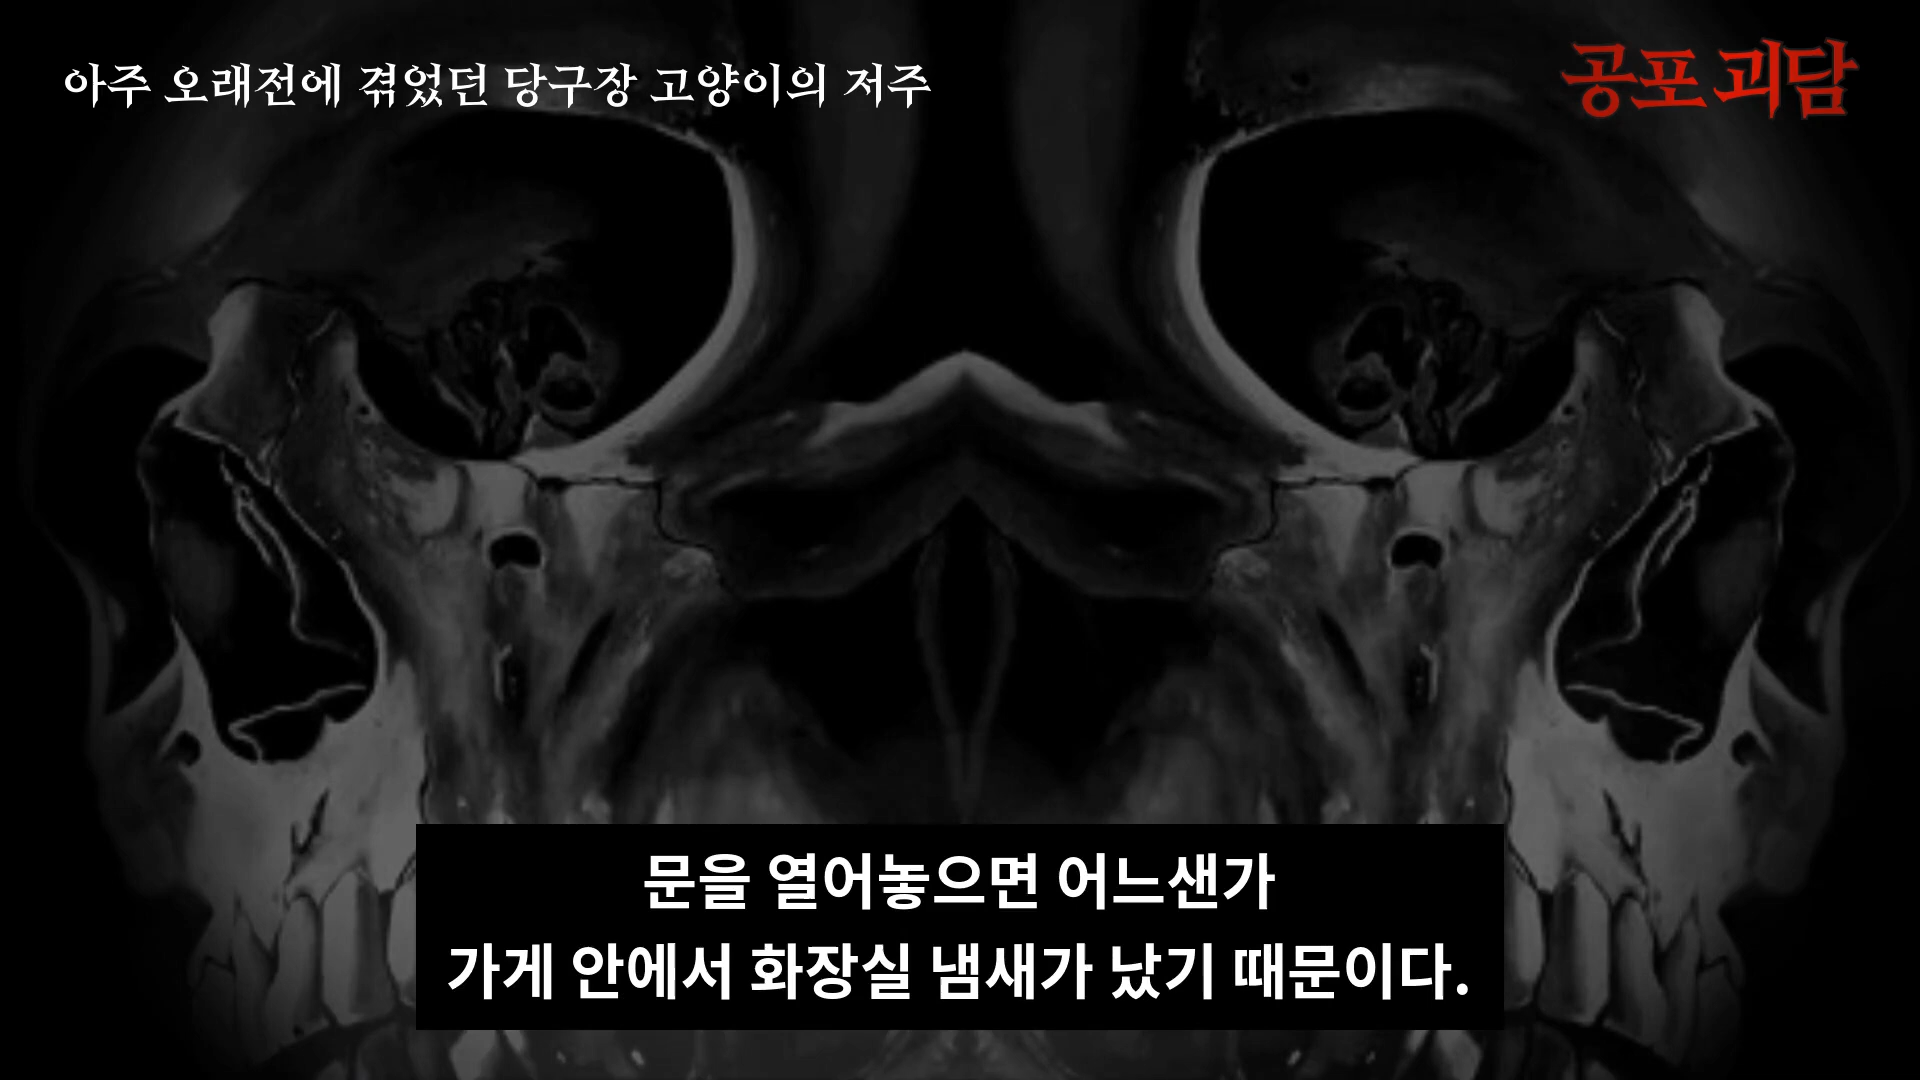 아주 오래전에 겪었던 당구장 고양이의 저주
공포 괴담
문을 열어놓으면 어느샌가
가게 안에서 화장실 냄새가 났기 때문이다.